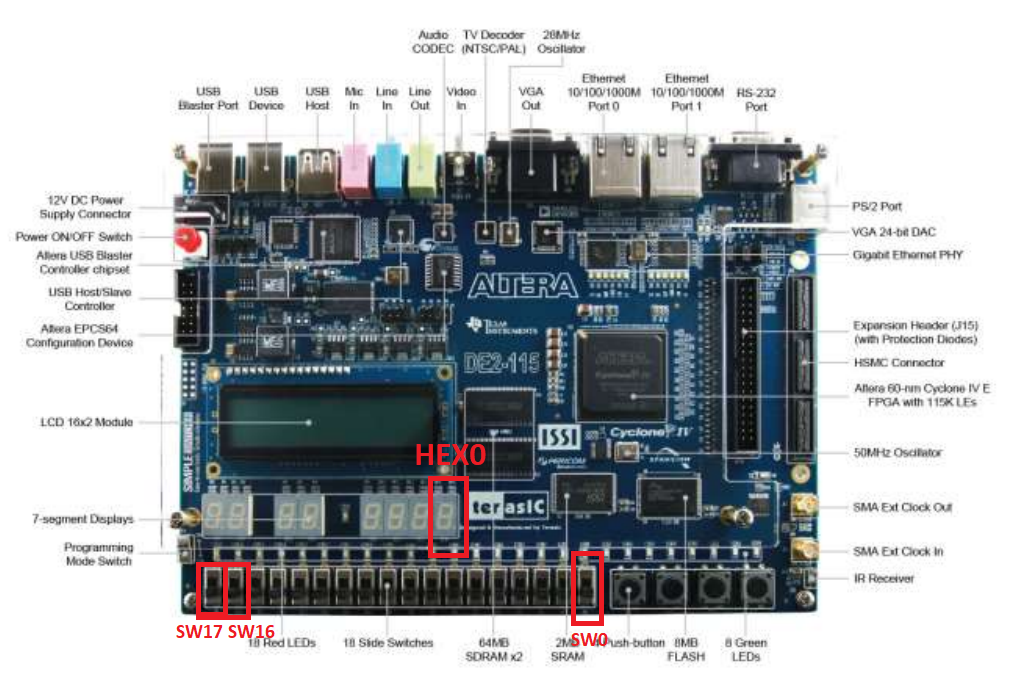 Audio
CODEC
TV Decoder
(NTSC/PAL)
28MHz
Oscillator
USB
Blaster Port
USB
Device
USB
Host
Mic
In
Line
In
Line
Out
Video
In
VGA
Out
Ethernet
10/100/1000M
Port 0
Ethernet
10/100/1000M
Port 1
RS-232
Port
12V DC Power
Supply Connector
Power ON/OFF Switch
Altera USB Blaster
Controller chipset
USB Host/Slave
Controller
Altera EPCS64
Configuration Device
LCD 16x2 Module
7-segment Displays
Programming
Mode Switch
PS/2 Port
VGA 24-bit DAC
Gigabit Ethernet PHY
Expansion Header (J15)
(with Protection Diodes)
HSMC Connector
Altera 60-nm Cyclone IV E
FPGA with 115K LEs
50MHz Oscillator
SMA Ext Clock Out
SMA Ext Clock In
IR Receiver
ALTERA
TEXAS
INSTRUMENTS
DE2-115
ISSI
Cyclone IV
HEX0
terasIC
SW17 SW16
SW0
18 Red LEDs
18 Slide Switches
64MB
SDRAM x2
SRAM
Push-button
8MB
FLASH
8 Green
LEDs